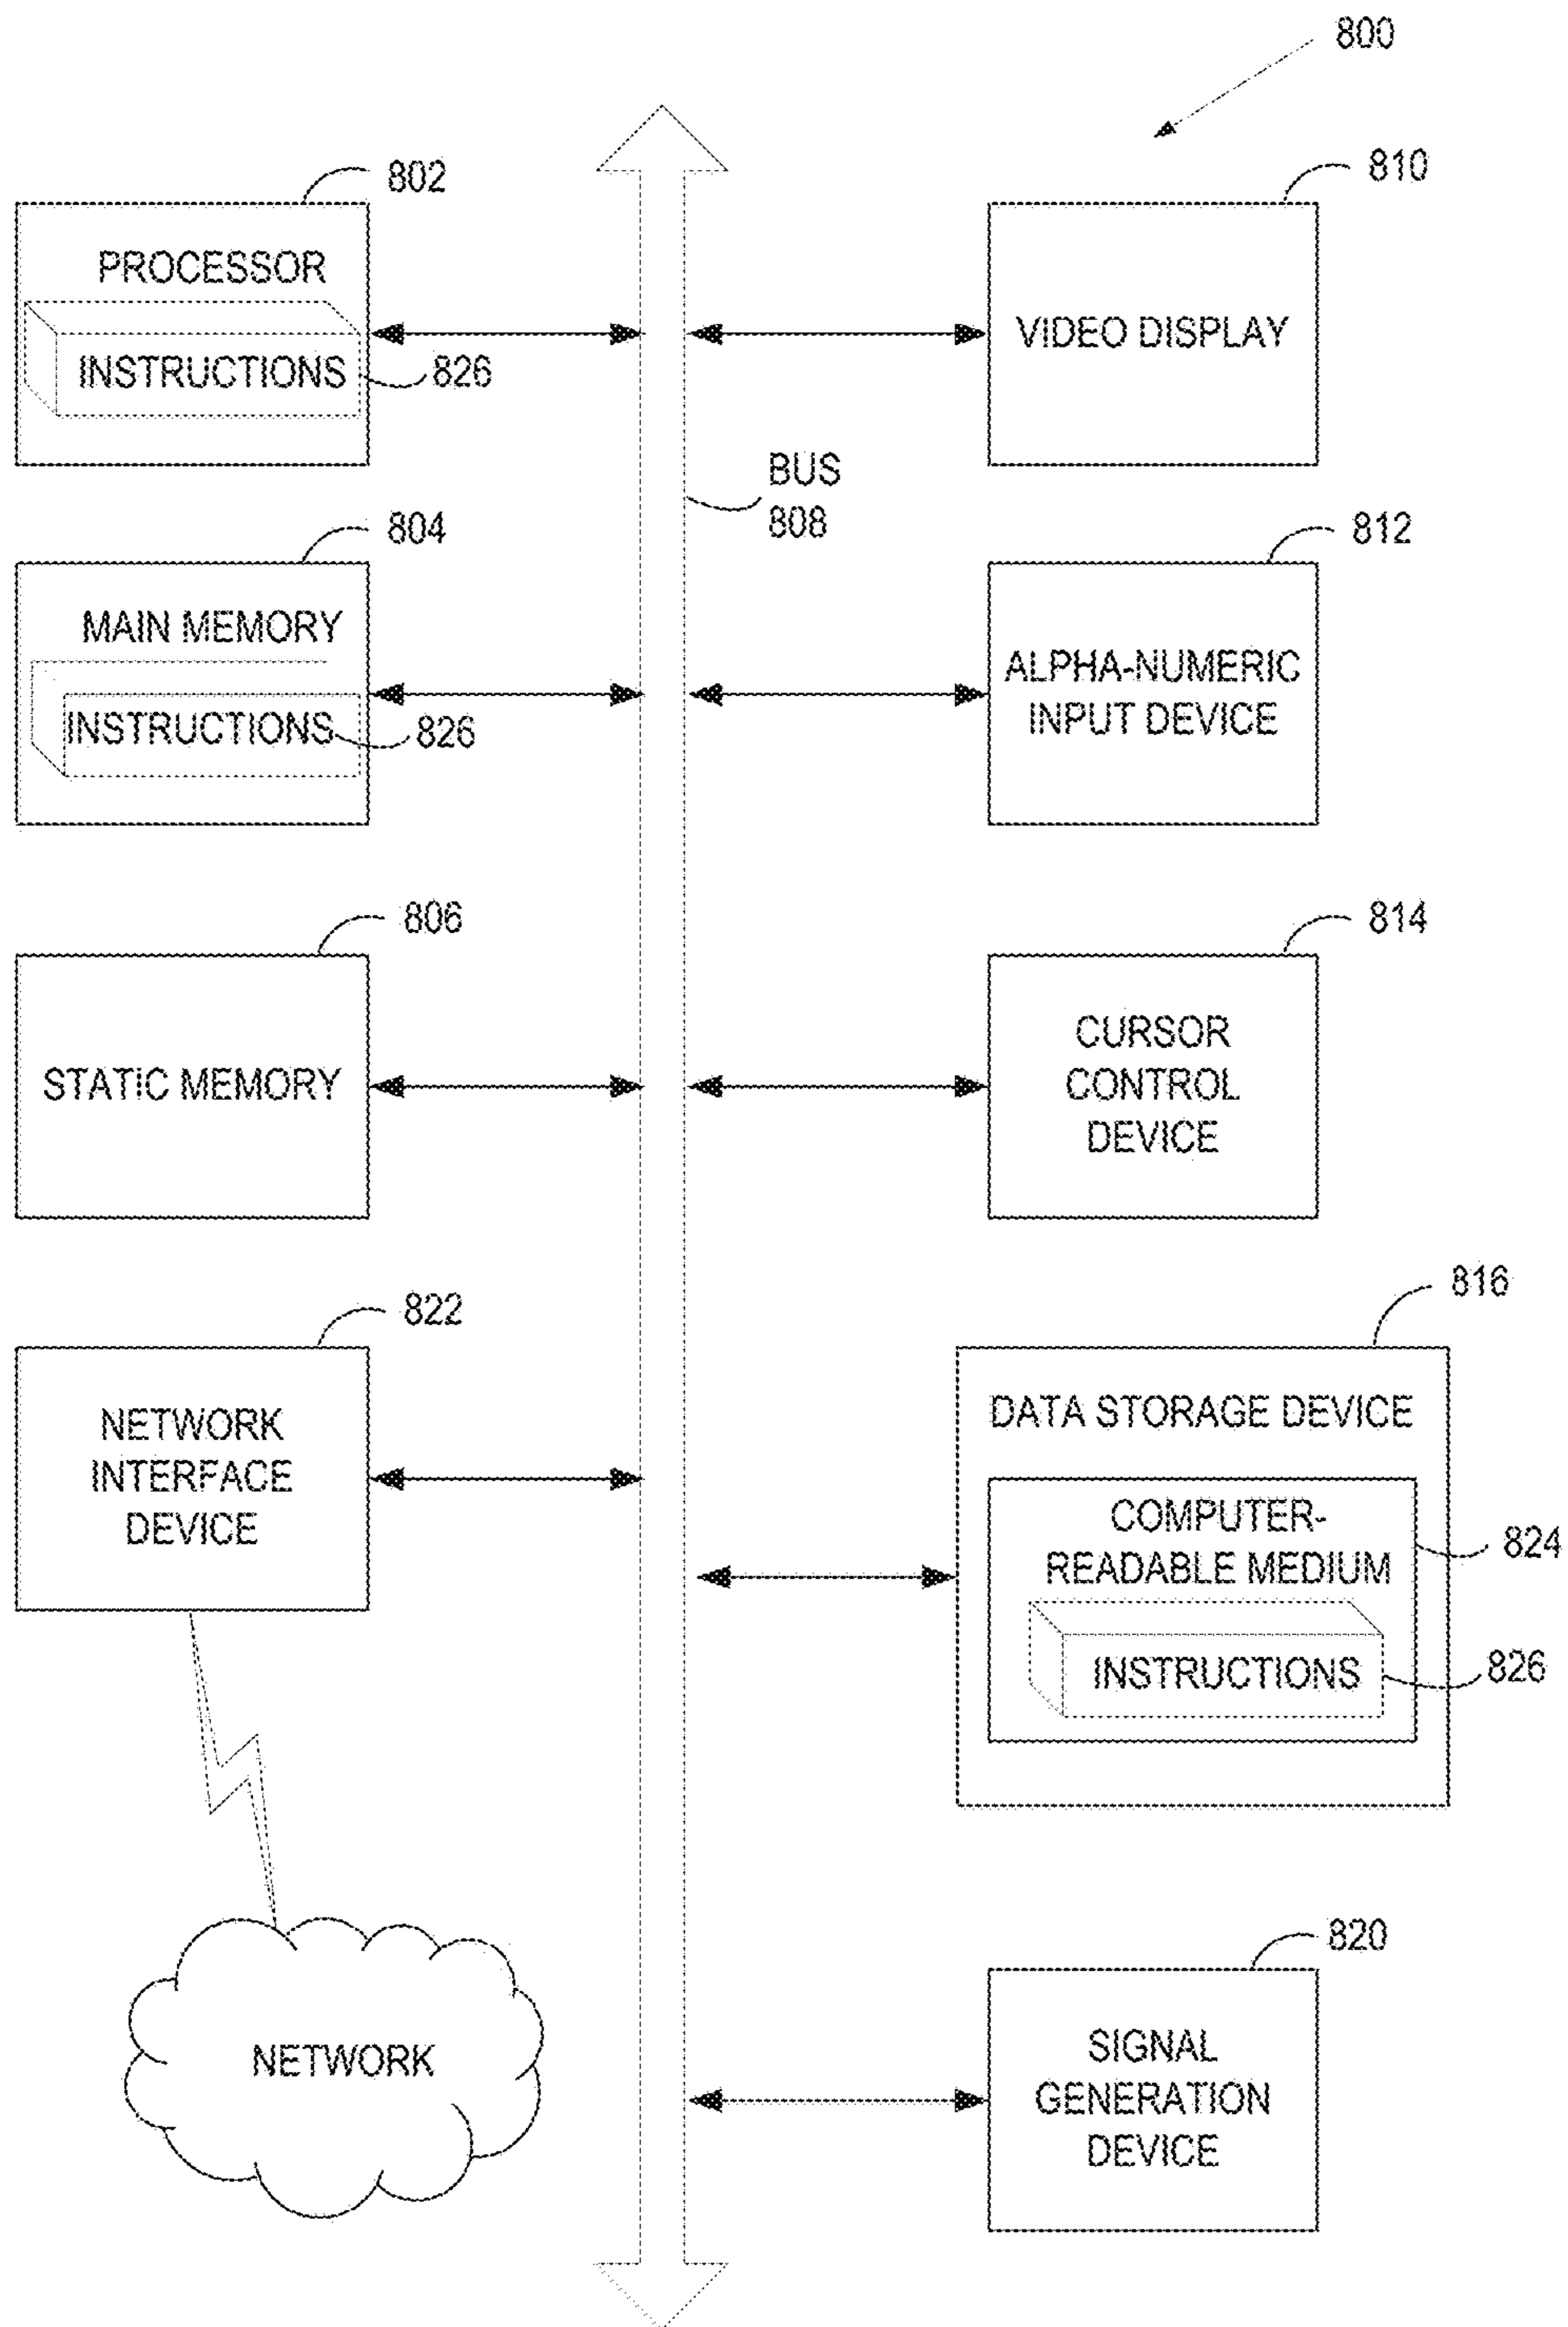 800
802
PROCESSOR
INSTRUCTIONS
826
810
VIDEO DISPLAY
BUS
808
804
MAIN MEMORY
INSTRUCTIONS
826
812
ALPHA-NUMERIC
INPUT DEVICE
806
STATIC MEMORY
814
CURSOR
CONTROL
DEVICE
822
NETWORK
INTERFACE
DEVICE
816
DATA STORAGE DEVICE
COMPUTER-
READABLE MEDIUM
824
INSTRUCTIONS
826
NETWORK
820
SIGNAL
GENERATION
DEVICE